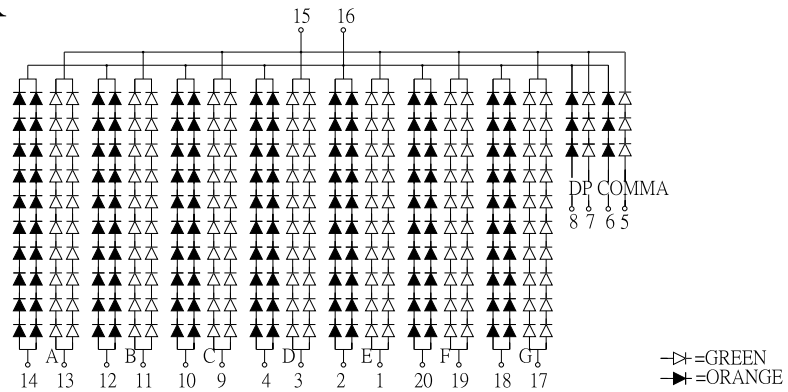 15 16
DP COMMA
8 7 6 5
A B C D E F G
14 13 12 11 10 9 4 3 2 1 20 19 18 17
=GREEN
=ORANGE